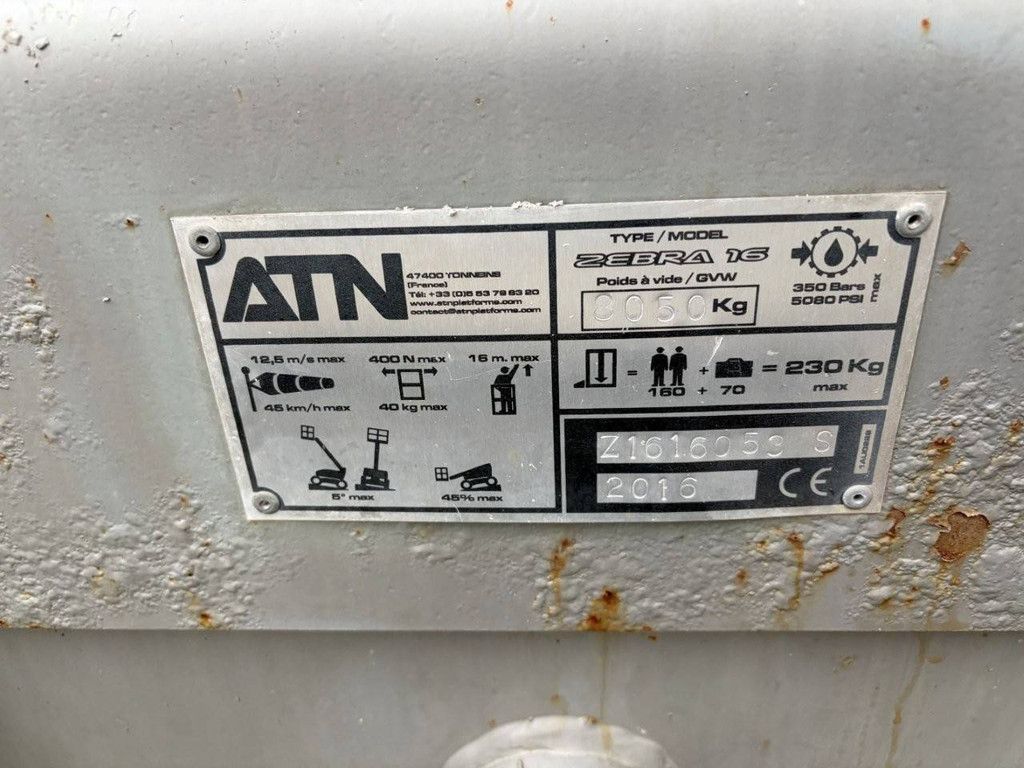 ATN
47400 TONNEINS
(France)
Tél: +33 (0)5 53 79 83 20
www.atnplatforms.com
contact@atnplatforms.com
TYPE / MODEL
ZEBRA 16
Poids à vide / GVW
8050 Kg
350 Bars
5080 PSI
max
12,5 m/s max
45 km/h max
400 N max
40 kg max
16 m. max
5° max
45% max
= + = 230 Kg
160 + 70
max
Z1616053 S
2016
CE